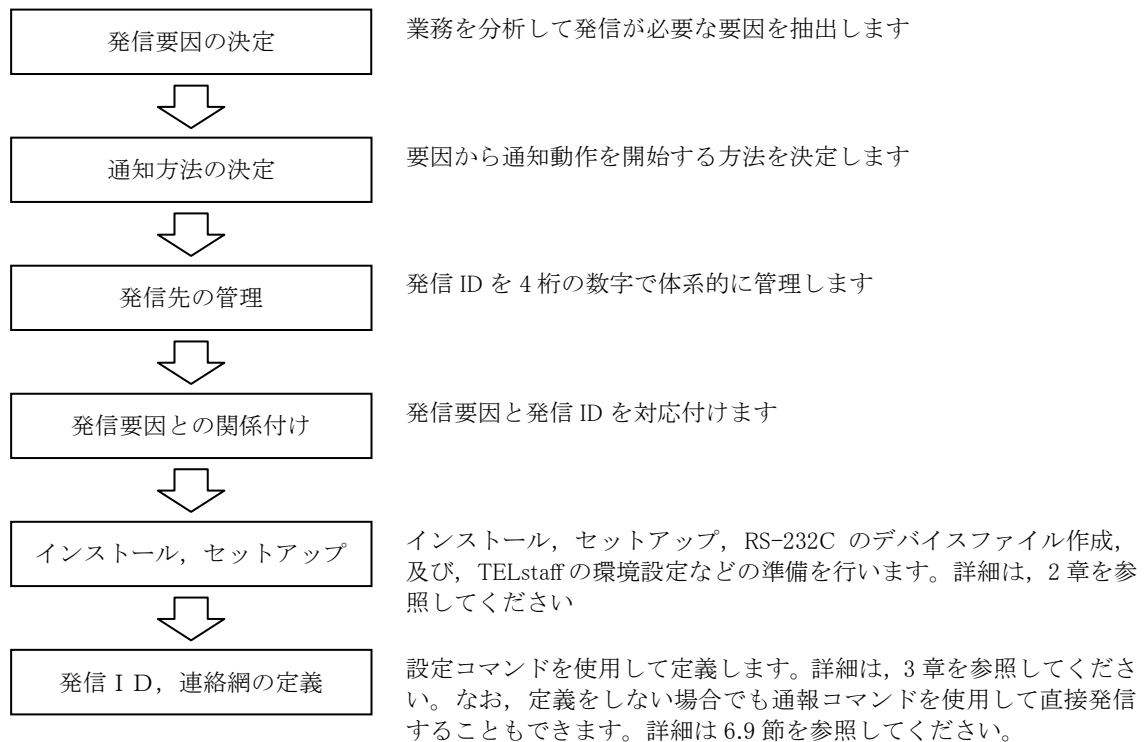 発信要因の決定
業務を分析して発信が必要な要因を抽出します
通知方法の決定
要因から通知動作を開始する方法を決定します
発信先の管理
発信 ID を 4 桁の数字で体系的に管理します
発信要因との関係付け
発信要因と発信 ID を対応付けます
インストール，セットアップ
インストール，セットアップ，RS-232C のデバイスファイル作成，
及び，TELstaff の環境設定などの準備を行います。詳細は，2 章を参
照してください
発信ＩＤ，連絡網の定義
設定コマンドを使用して定義します。詳細は，3 章を参照してくださ
い。なお，定義をしない場合でも通報コマンドを使用して直接発信
することもできます。詳細は 6.9 節を参照してください。